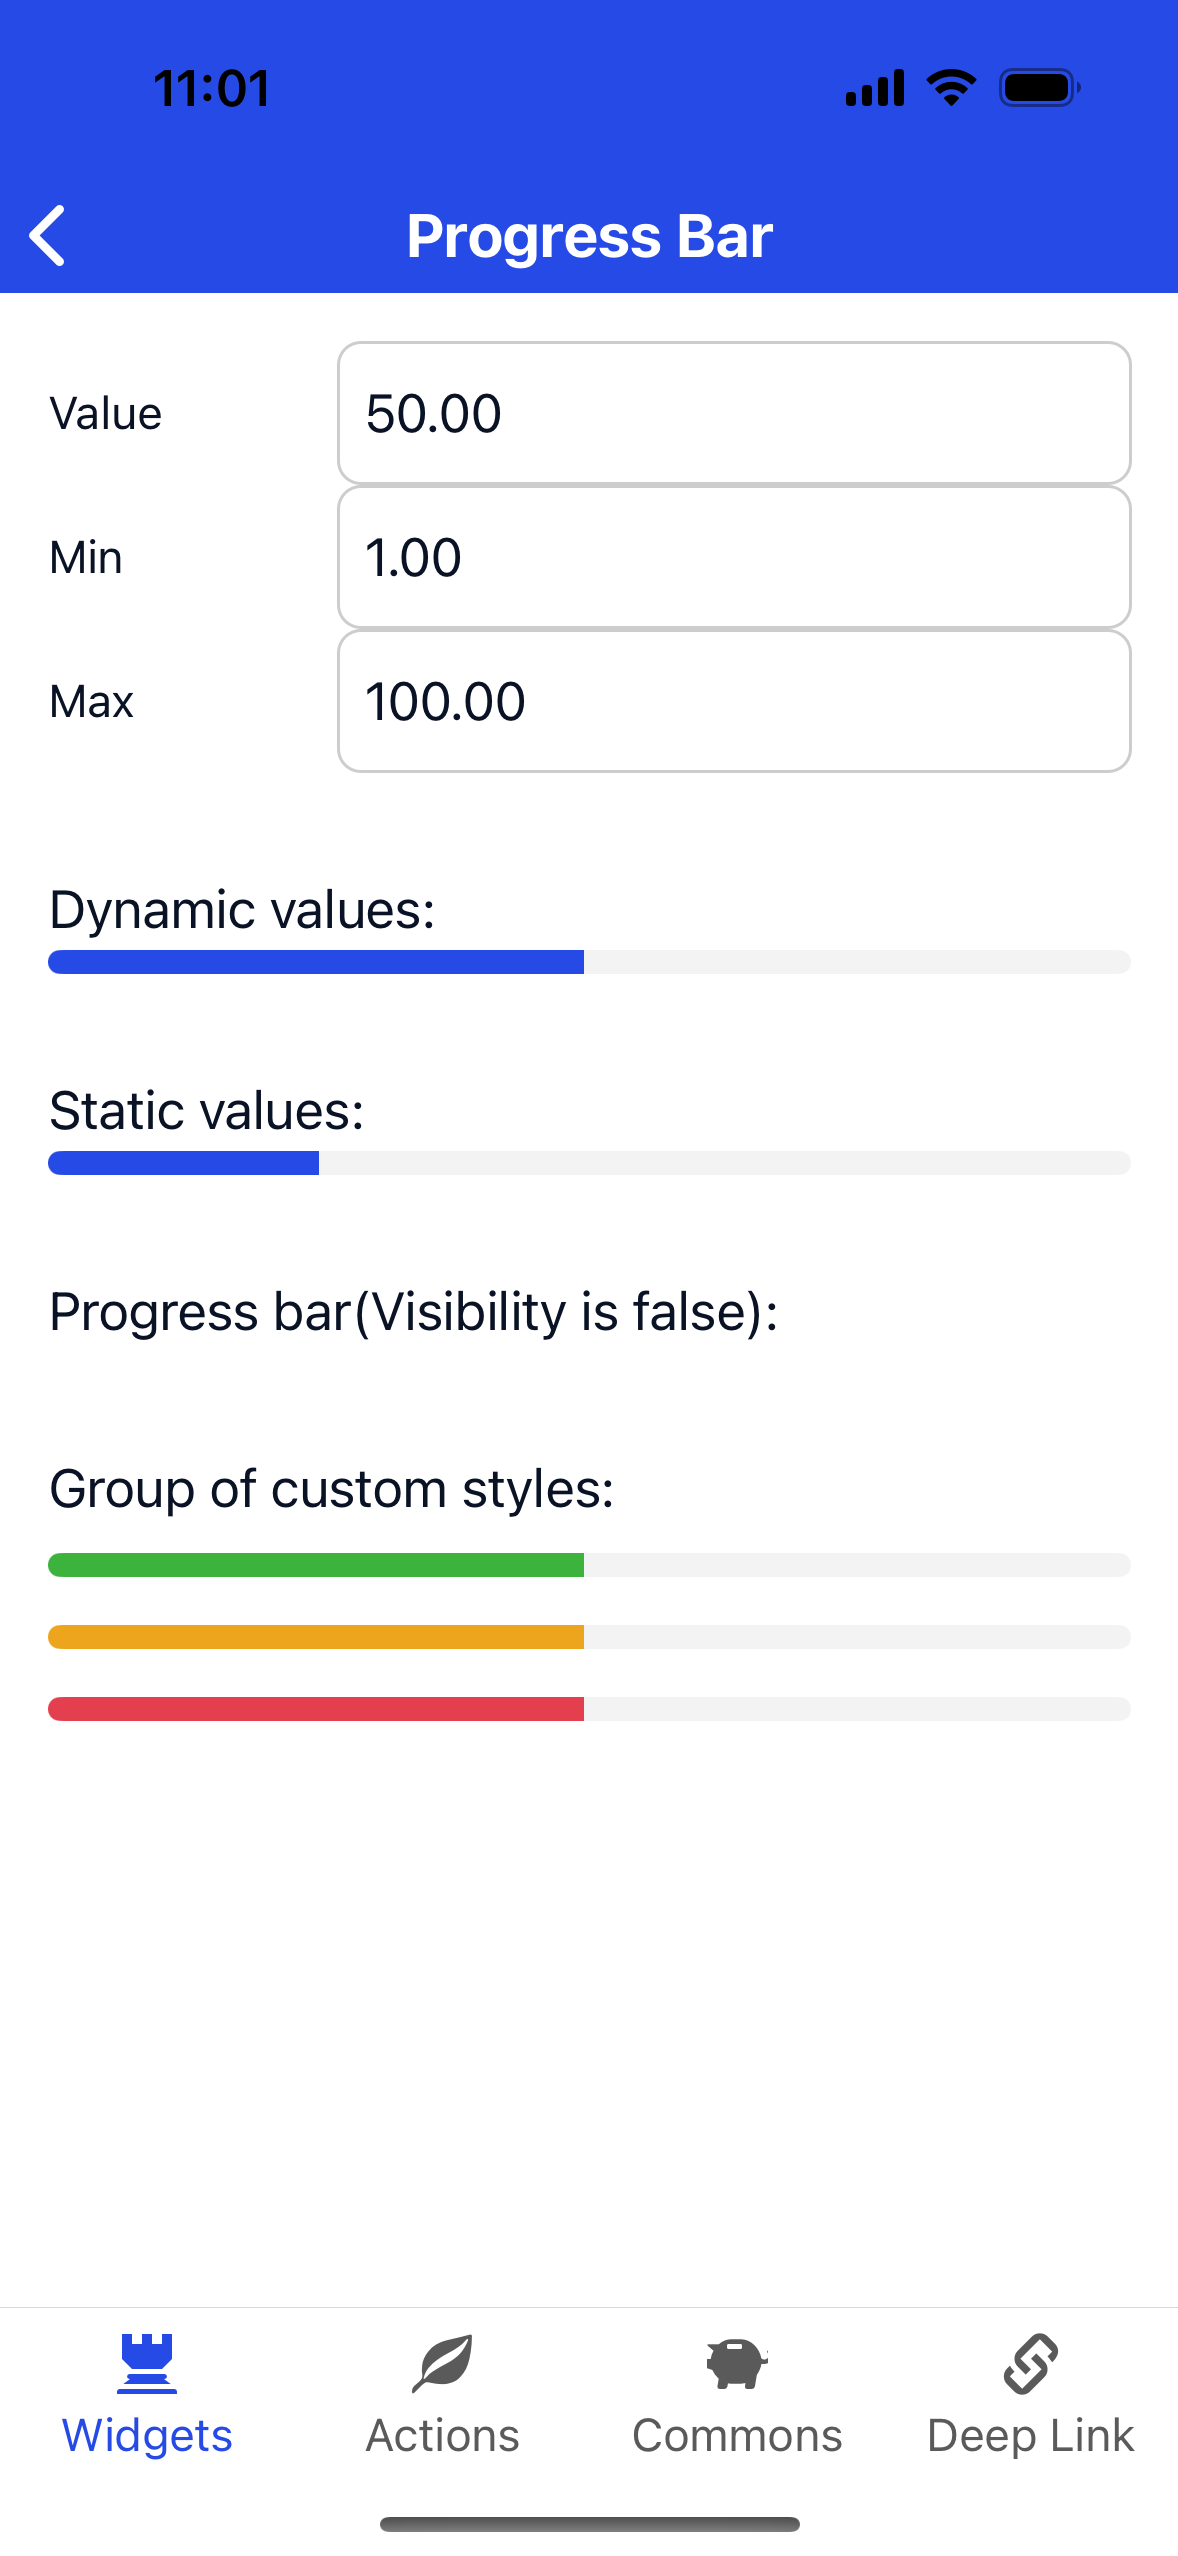 11:01
Progress Bar
Value
50.00
Min
1.00
Max
100.00
Dynamic values:
Static values:
Progress bar(Visibility is false):
Group of custom styles:
Widgets
Actions
Commons
Deep Link